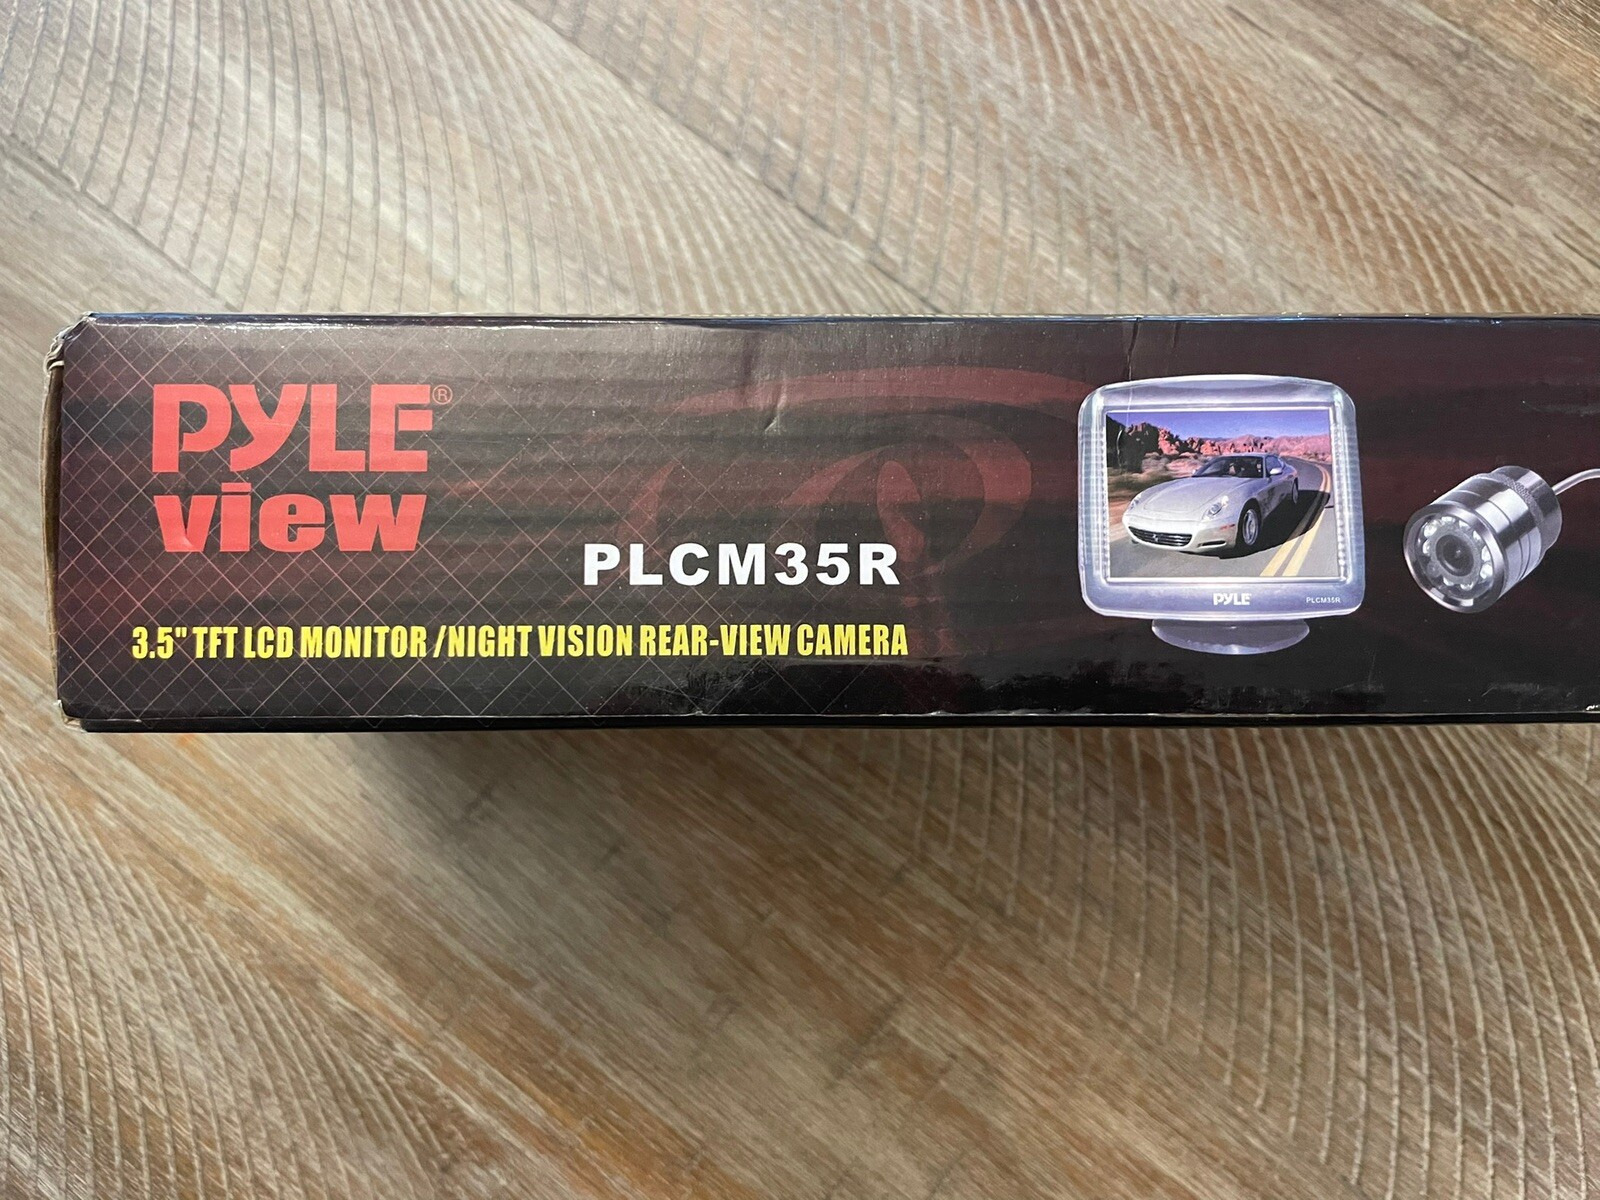 PYLE®
view
PLCM35R
3.5" TFT LCD MONITOR /NIGHT VISION REAR-VIEW CAMERA
PYLE
PLCM35R